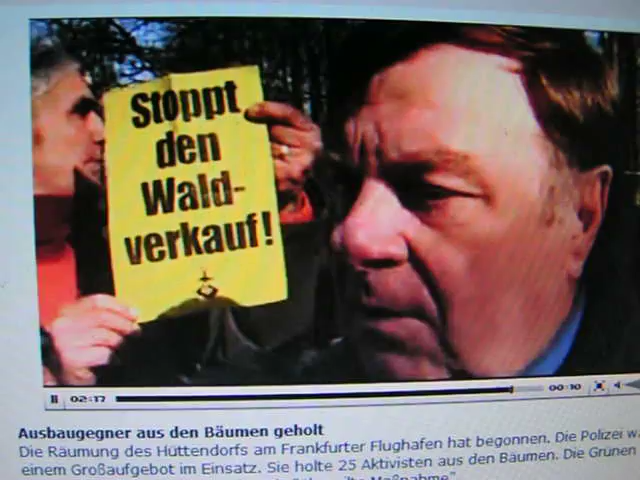 Stoppt
den
Wald-
verkauf!
02:17
00:10
Ausbaugegner aus den Bäumen geholt
Die Räumung des Hüttendorfs am Frankfurter Flughafen hat begonnen. Die Polizei
einem Großaufgebot im Einsatz. Sie holte 25 Aktivisten aus den Bäumen. Die Grünen
Maßnahme"